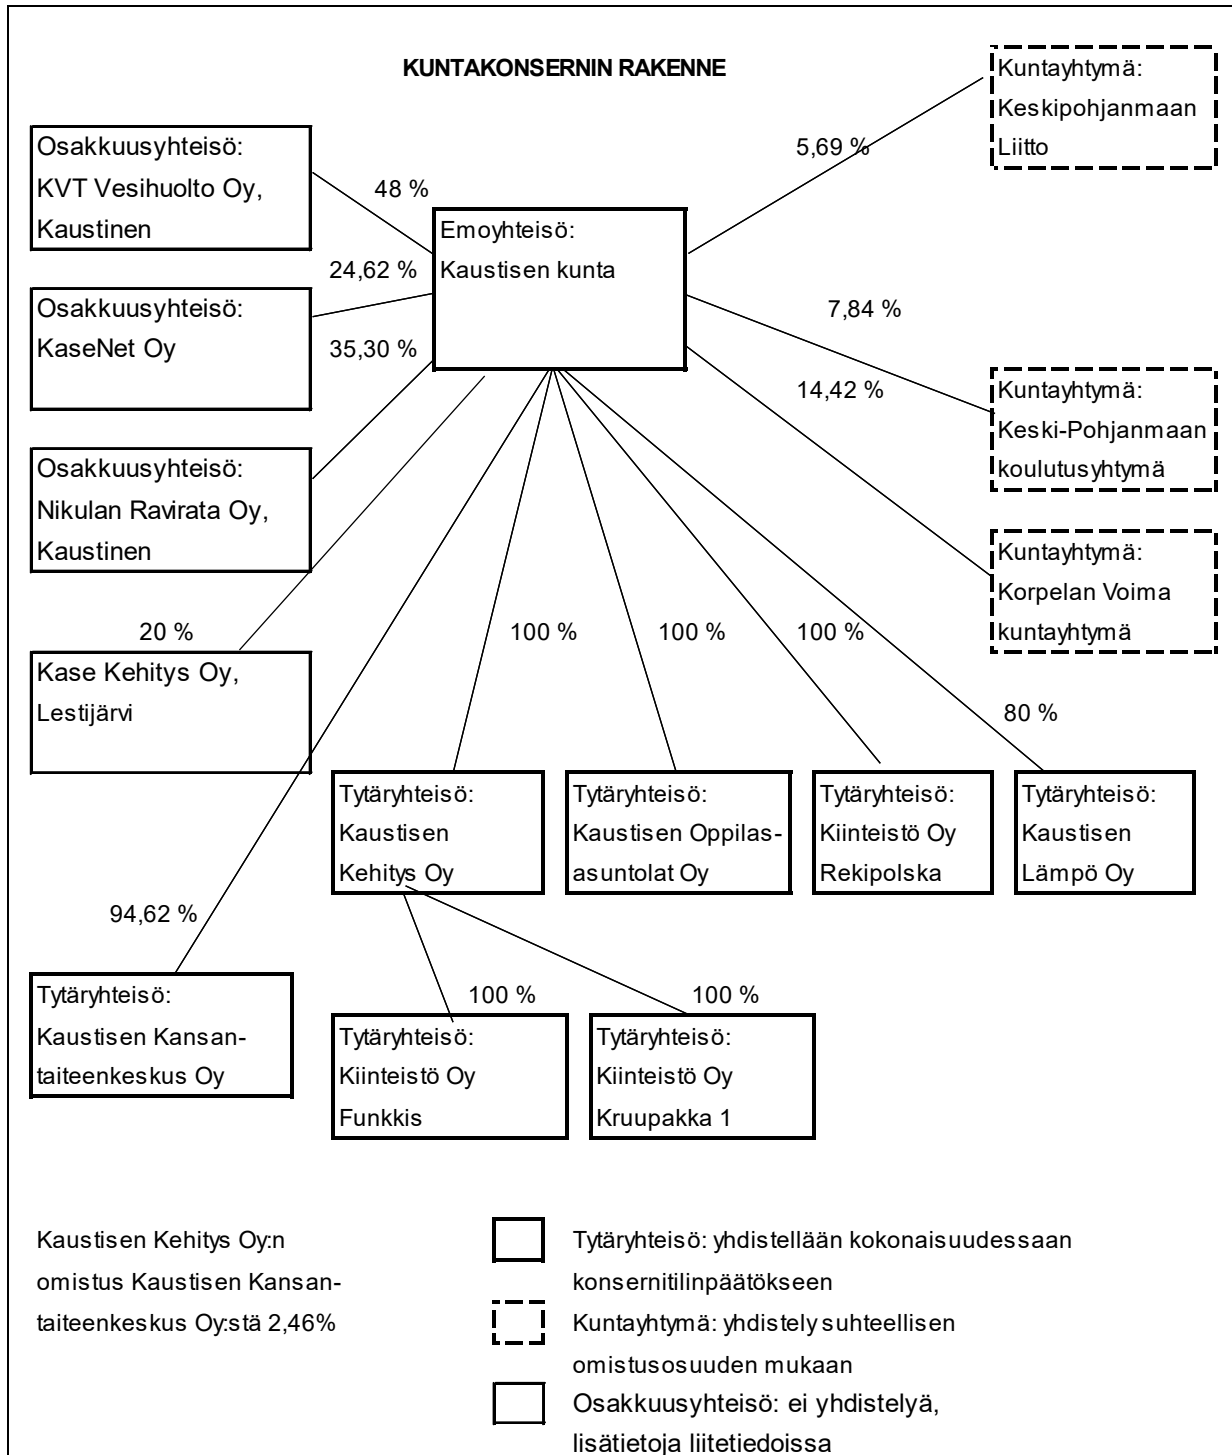 KUNTAKONSERNIN RAKENNE
Kuntayhtymä:
Keskipohjanmaan
Liitto
5,69 %
Osakkuusyhteisö:
KVT Vesihuolto Oy,
Kaustinen
48 %
Emoyhteisö:
Kaustisen kunta
24,62 %
Osakkuusyhteisö:
KaseNet Oy
35,30 %
7,84 %
14,42 %
Kuntayhtymä:
Keski-Pohjanmaan
koulutusyhtymä
Osakkuusyhteisö:
Nikulan Ravirata Oy,
Kaustinen
Kuntayhtymä:
Korpelan Voima
kuntayhtymä
20 %
100 %
100 %
100 %
Kase Kehitys Oy,
Lestijärvi
80 %
Tytäryhteisö:
Kaustisen
Kehitys Oy
Tytäryhteisö:
Kaustisen Oppilas-
asuntolat Oy
Tytäryhteisö:
Kiinteistö Oy
Rekipolska
Tytäryhteisö:
Kaustisen
Lämpö Oy
94,62 %
Tytäryhteisö:
Kaustisen Kansan-
taiteenkeskus Oy
100 %
100 %
Tytäryhteisö:
Kiinteistö Oy
Funkkis
Tytäryhteisö:
Kiinteistö Oy
Kruupakka 1
Kaustisen Kehitys Oy:n
omistus Kaustisen Kansan-
taiteenkeskus Oy:stä 2,46%
Tytäryhteisö: yhdistellään kokonaisuudessaan
konsernitilinpäätökseen
Kuntayhtymä: yhdistely suhteellisen
omistusosuuden mukaan
Osakkuusyhteisö: ei yhdistelyä,
lisätietoja liitetiedoissa